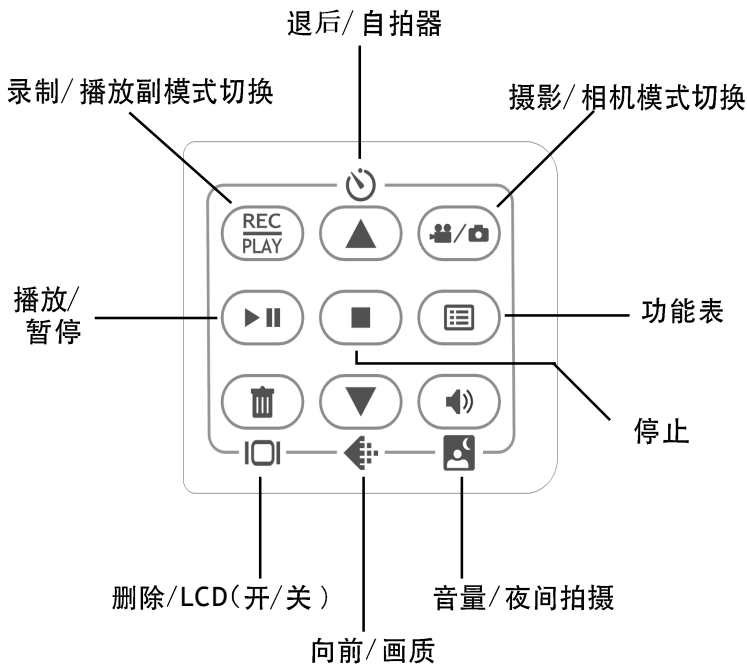 退后/自拍器
录制/播放副模式切换
摄影/相机模式切换
REC
PLAY
播放/
暂停
功能表
停止
删除/LCD(开/关)
音量/夜间拍摄
向前/画质